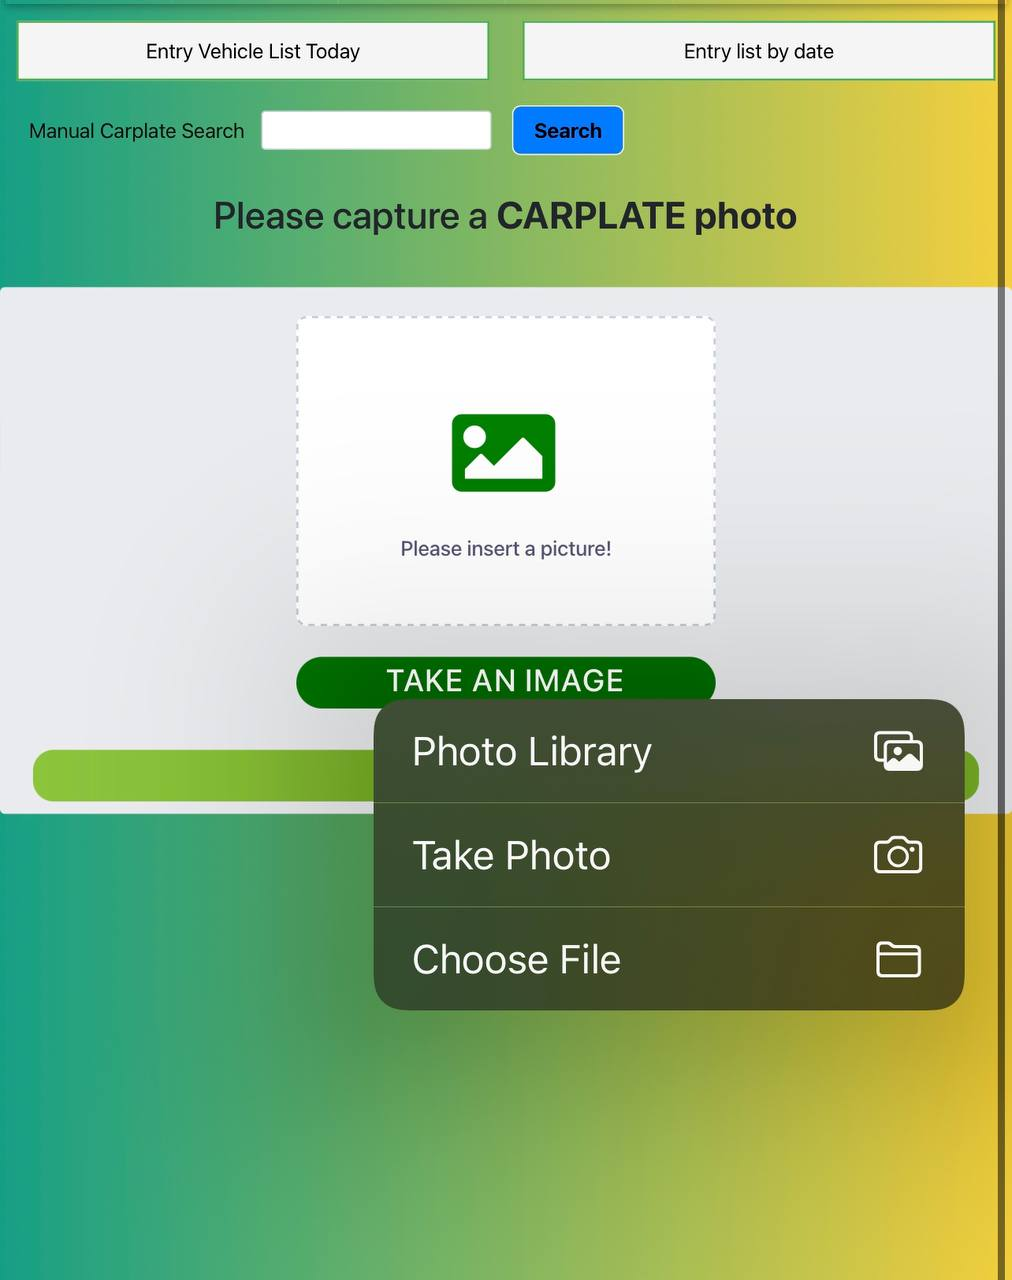 Entry Vehicle List Today
Entry list by date
Manual Carplate Search
Search
Please capture a CARPLATE photo
Please insert a picture!
TAKE AN IMAGE
Photo Library
Take Photo
Choose File